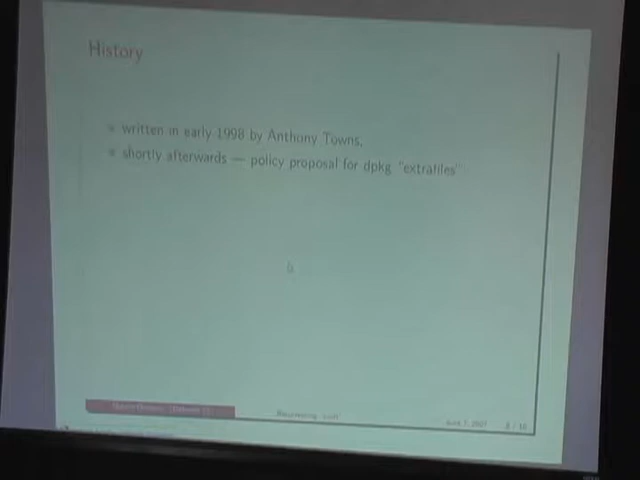 History
written in early 1998 by Anthony Towns,
shortly afterwards — policy proposal for dpkg "extrafiles"